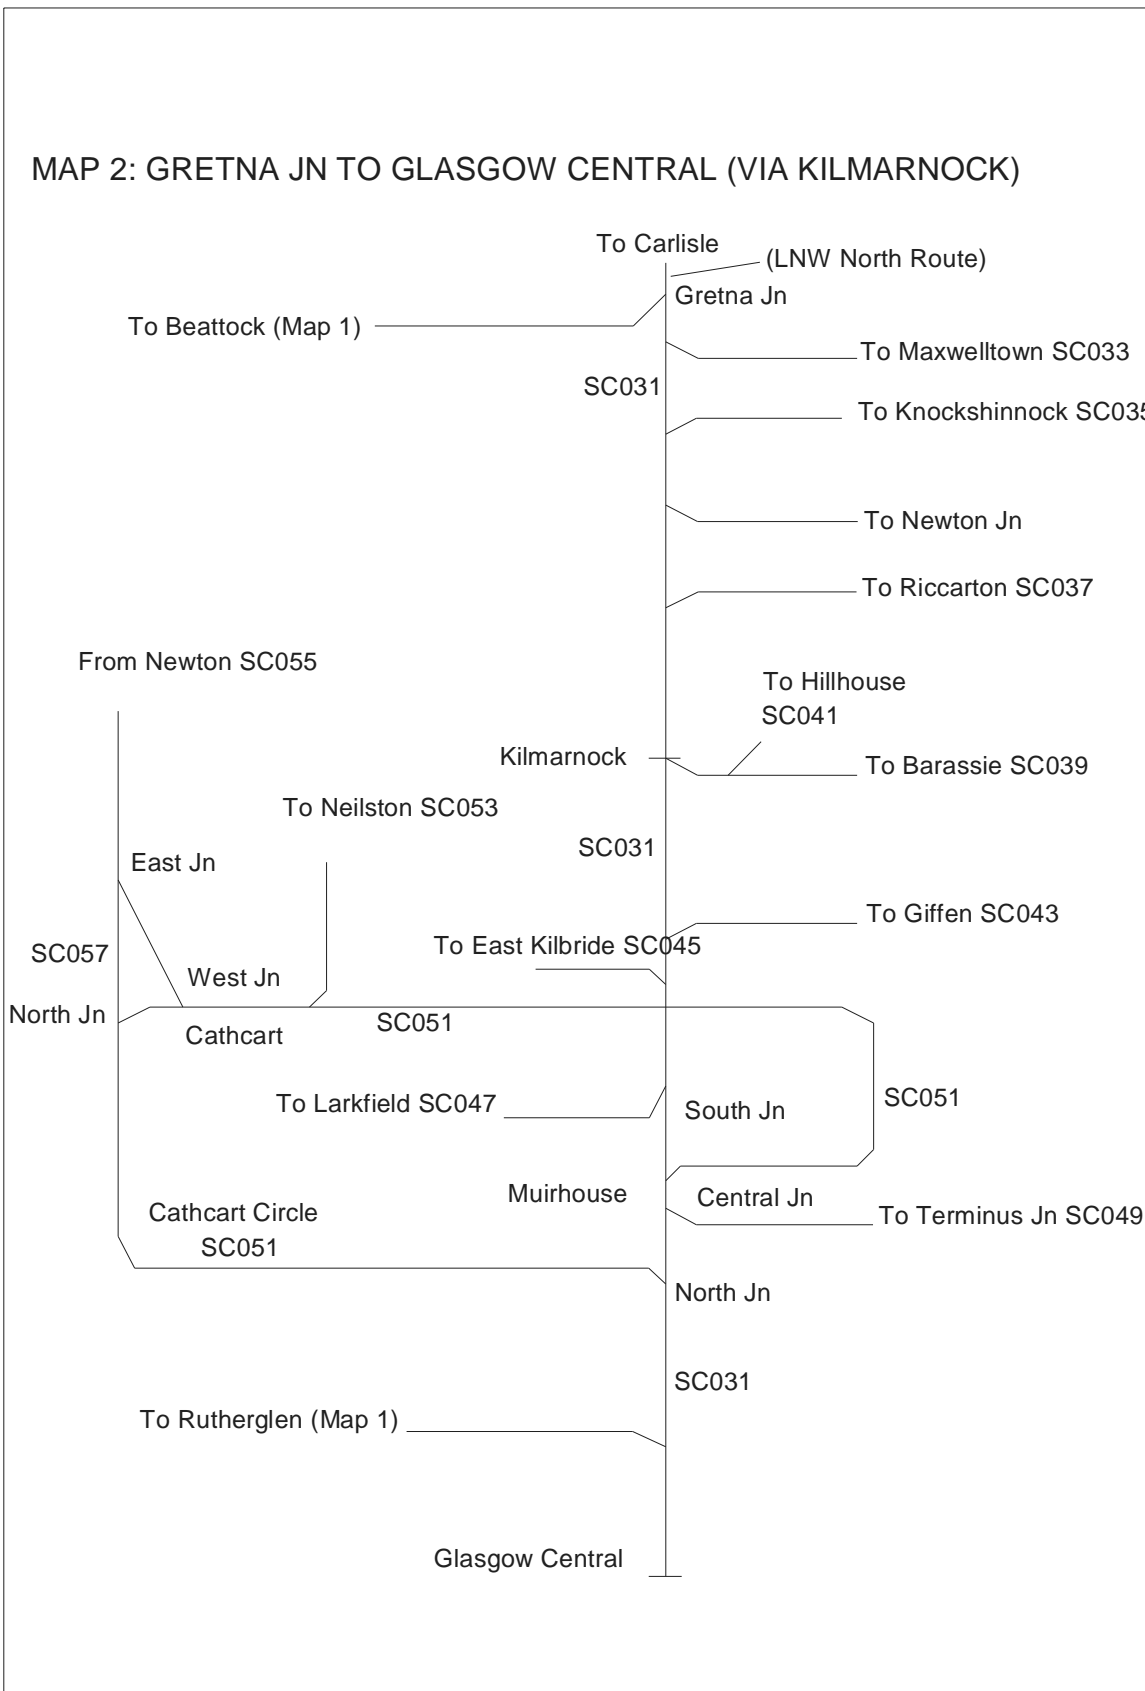 MAP 2: GRETNA JN TO GLASGOW CENTRAL (VIA KILMARNOCK)
To Carlisle
(LNW North Route)
Gretna Jn
To Beattock (Map 1)
To Maxwelltown SC033
SC031
To Knockshinnock SC035
To Newton Jn
To Riccarton SC037
From Newton SC055
To Hillhouse
SC041
Kilmarnock
To Barassie SC039
To Neilston SC053
SC031
East Jn
To Giffen SC043
To East Kilbride SC045
SC057
West Jn
North Jn
SC051
Cathcart
To Larkfield SC047
South Jn
SC051
Muirhouse
Central Jn
Cathcart Circle
SC051
To Terminus Jn SC049
North Jn
SC031
To Rutherglen (Map 1)
Glasgow Central